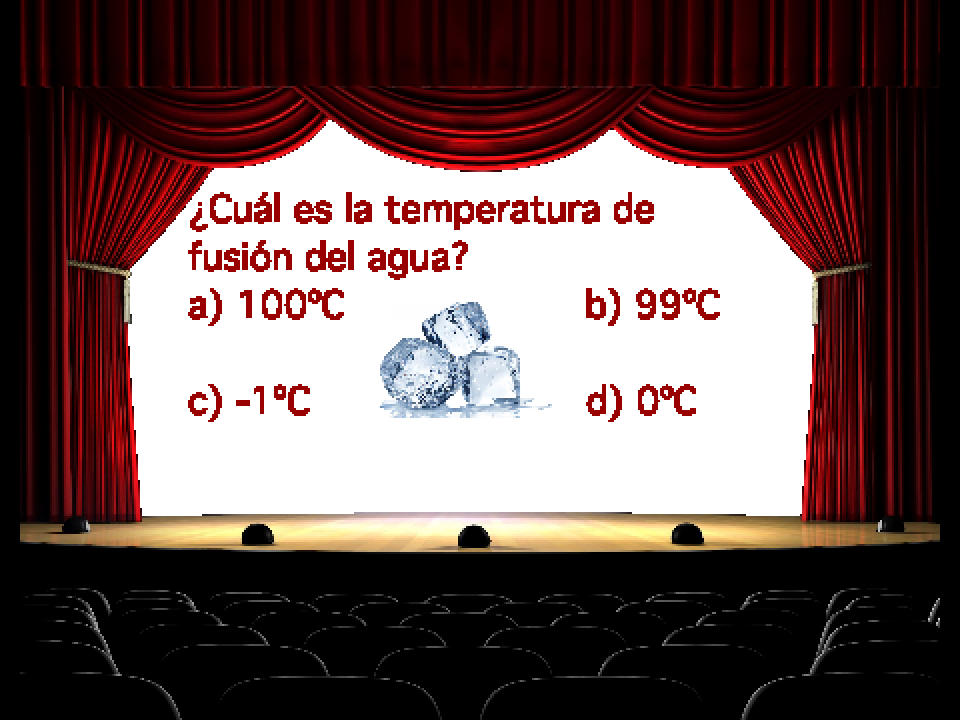 ¿Cuál es la temperatura de
fusión del agua?
a) 100ºC b) 99ºC
c) -1ºC d) 0ºC